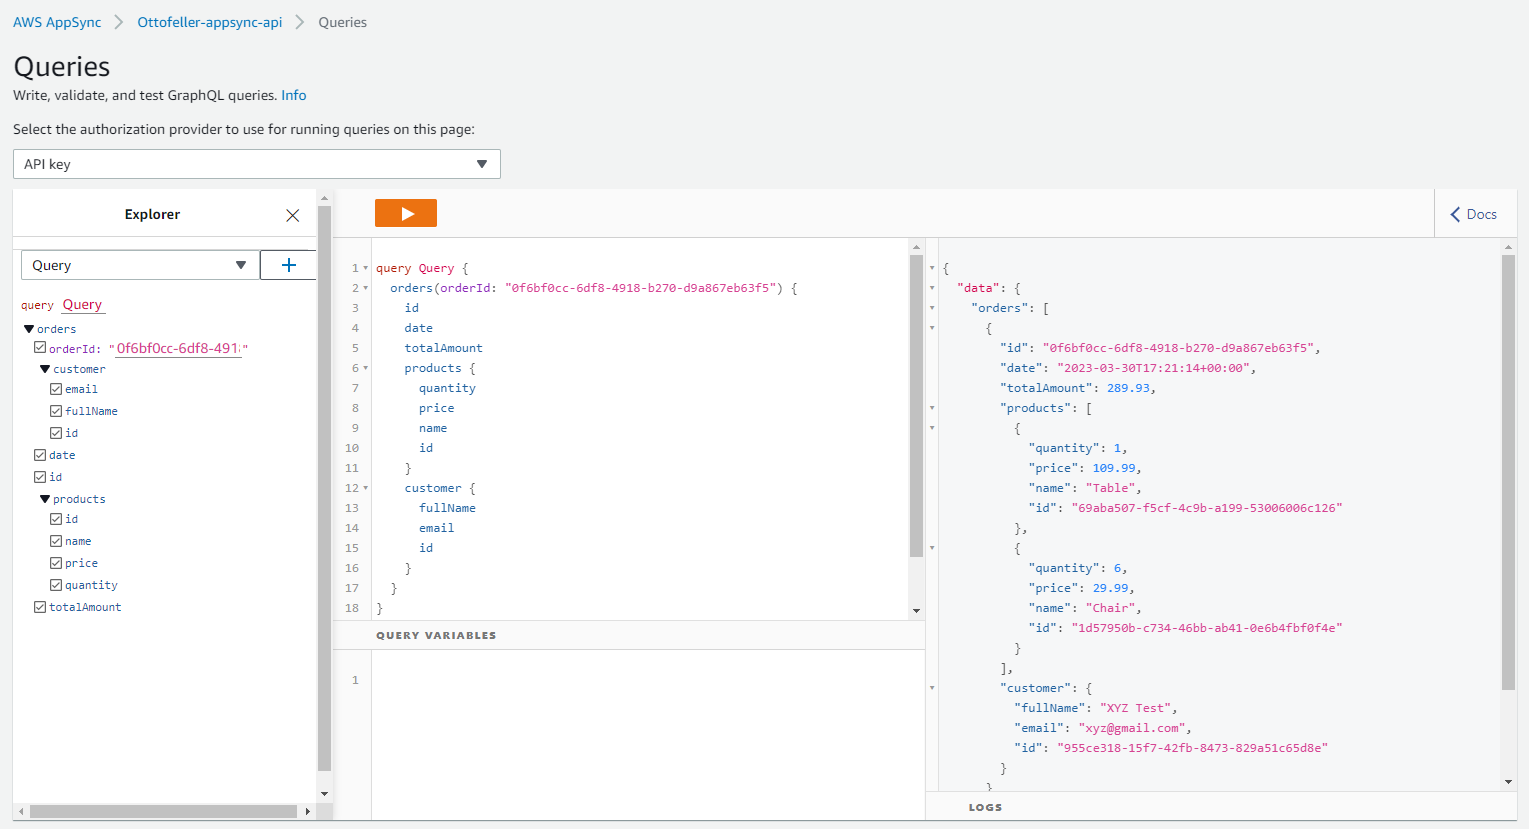 AWS AppSync > Ottofeller-appsync-api > Queries
Queries
Write, validate, and test GraphQL queries. Info
Select the authorization provider to use for running queries on this page:
API key
Explorer
Query
query Query
orders
orderId: "0f6bf0cc-6df8-491"
customer
email
fullName
id
date
id
products
id
name
price
quantity
totalAmount
1 query Query {
2 orders(orderId: "0f6bf0cc-6df8-4918-b270-d9a867eb63f5") {
3 id
4 date
5 totalAmount
6 products {
7 quantity
8 price
9 name
10 id
11 }
12 customer {
13 fullName
14 email
15 id
16 }
17 }
18 }
QUERY VARIABLES
1
Docs
{
"data": {
"orders": [
{
"id": "0f6bf0cc-6df8-4918-b270-d9a867eb63f5",
"date": "2023-03-30T17:21:14+00:00",
"totalAmount": 289.93,
"products": [
{
"quantity": 1,
"price": 109.99,
"name": "Table",
"id": "69aba507-f5cf-4c9b-a199-53006006c126"
},
{
"quantity": 6,
"price": 29.99,
"name": "Chair",
"id": "1d57950b-c734-46bb-ab41-0e6b4fbf0f4e"
}
],
"customer": {
"fullName": "XYZ Test",
"email": "xyz@gmail.com",
"id": "955ce318-15f7-42fb-8473-829a51c65d8e"
}
}
LOGS